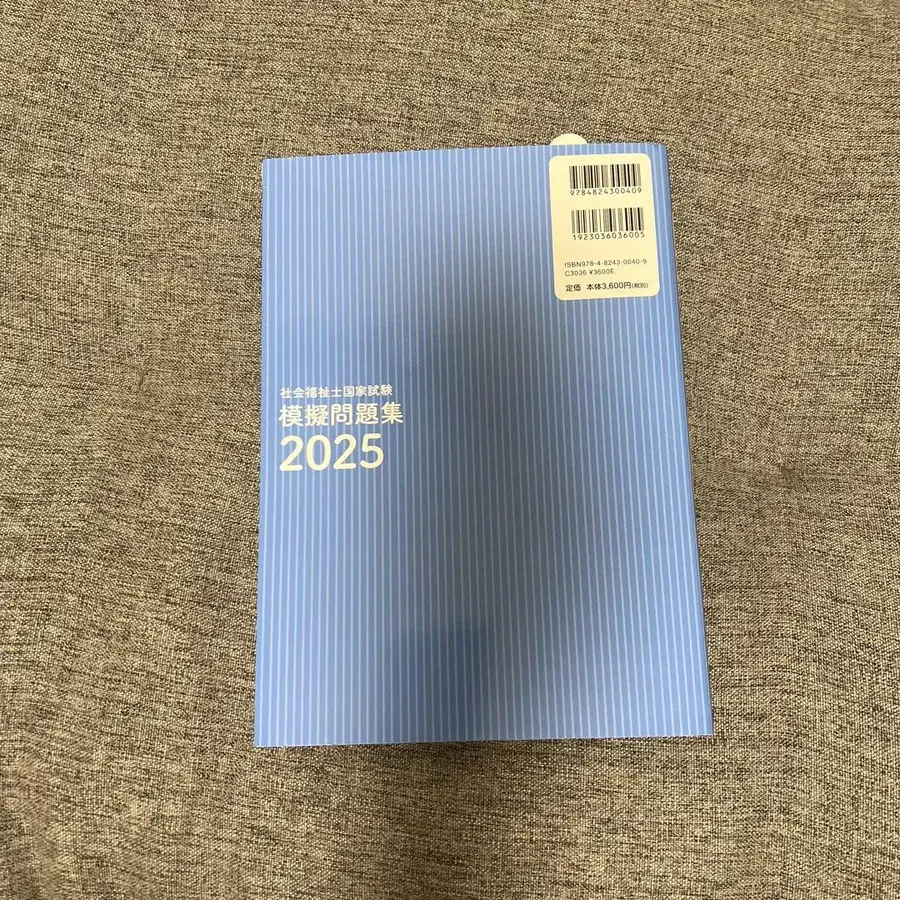 9784824300409
1923036036005
ISBN978-4-8243-0040-9
C3036 ¥3600E
定価 本体3,600円(税別)
社会福祉士国家試験
模擬問題集
2025